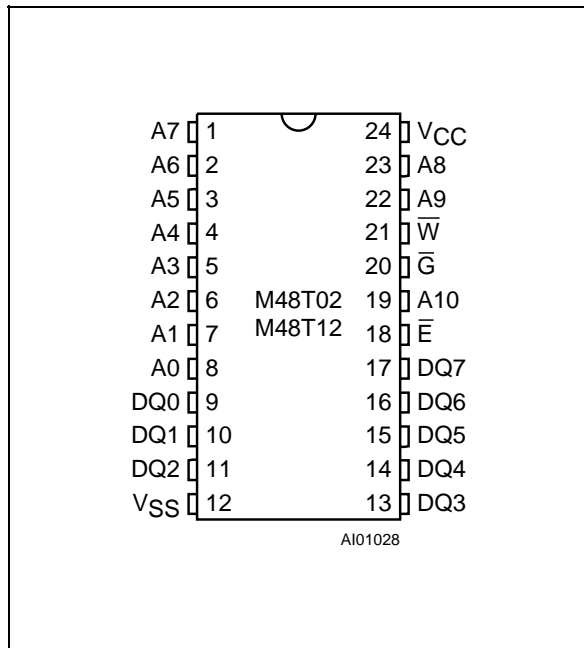 A7 1 24 VCC
A6 2 23 A8
A5 3 22 A9
A4 4 21 W̅
A3 5 20 G̅
A2 6 M48T02 19 A10
A1 7 M48T12 18 E̅
A0 8 17 DQ7
DQ0 9 16 DQ6
DQ1 10 15 DQ5
DQ2 11 14 DQ4
VSS 12 13 DQ3
AI01028